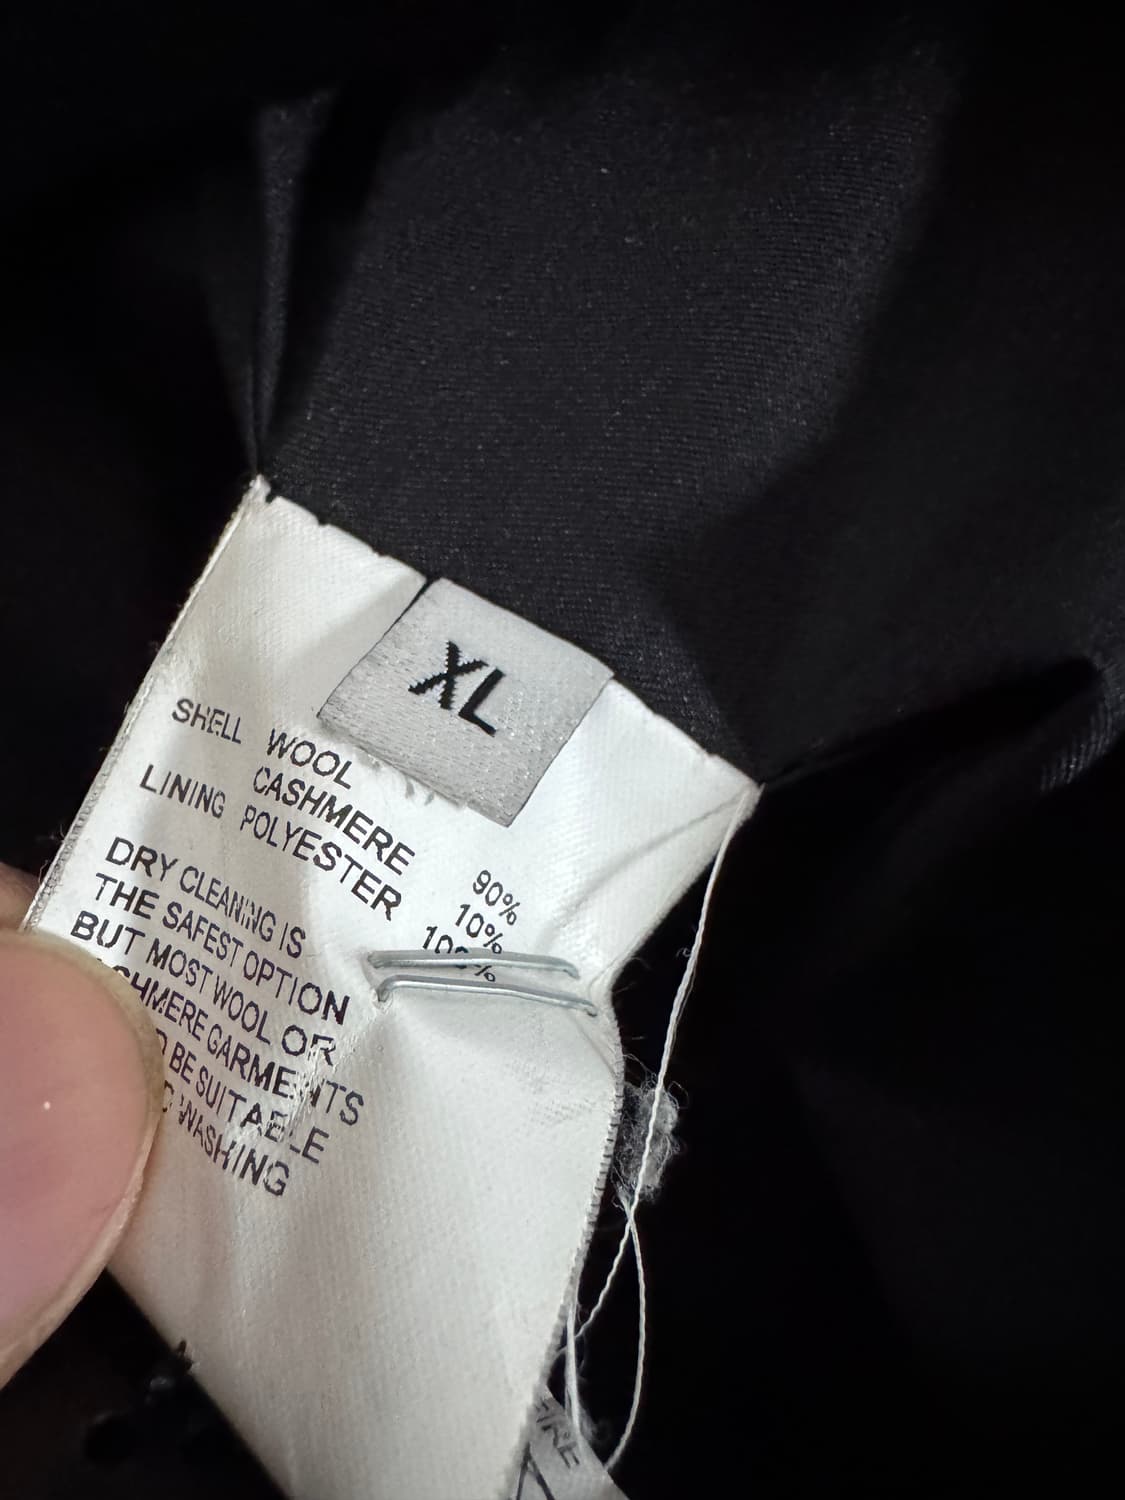 XL
SHELL WOOL 90%
CASHMERE 10%
LINING POLYESTER 100%
DRY CLEANING IS
THE SAFEST OPTION
BUT MOST WOOL OR
GARMENTS
BE SUITABLE
WASHING